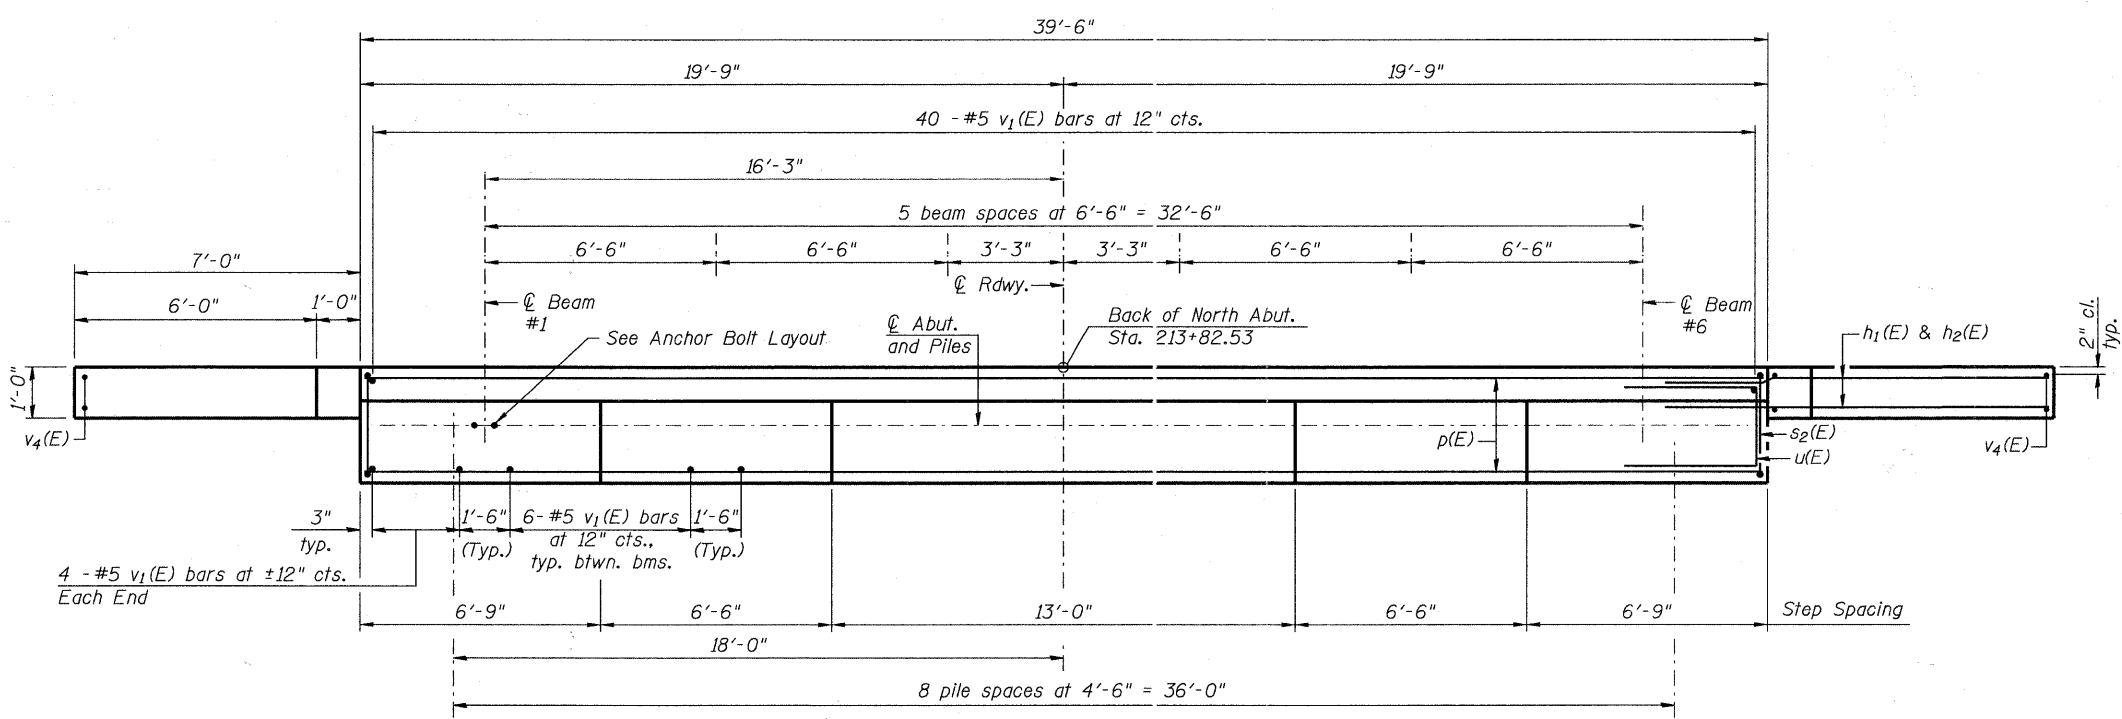 39'-6"
19'-9" 19'-9"
40 - #5 v₁(E) bars at 12" cts.
16'-3"
5 beam spaces at 6'-6" = 32'-6"
6'-6" 6'-6" 3'-3" 3'-3" 6'-6" 6'-6"
7'-0"
6'-0" 1'-0"
℄ Beam
#1
℄ Rdwy.
℄ Beam
#6
See Anchor Bolt Layout
℄ Abut.
and Piles
Back of North Abut.
Sta. 213+82.53
h₁(E) & h₂(E)
2" cl.
typ.
1'-0"
v₄(E)
p(E)
s₂(E)
u(E)
v₄(E)
3"
typ.
1'-6"
(Typ.)
6-#5 v₁(E) bars
at 12" cts.,
typ. btwn. bms.
1'-6"
(Typ.)
4 - #5 v₁(E) bars at ±12" cts.
Each End
6'-9" 6'-6" 13'-0" 6'-6" 6'-9" Step Spacing
18'-0"
8 pile spaces at 4'-6" = 36'-0"